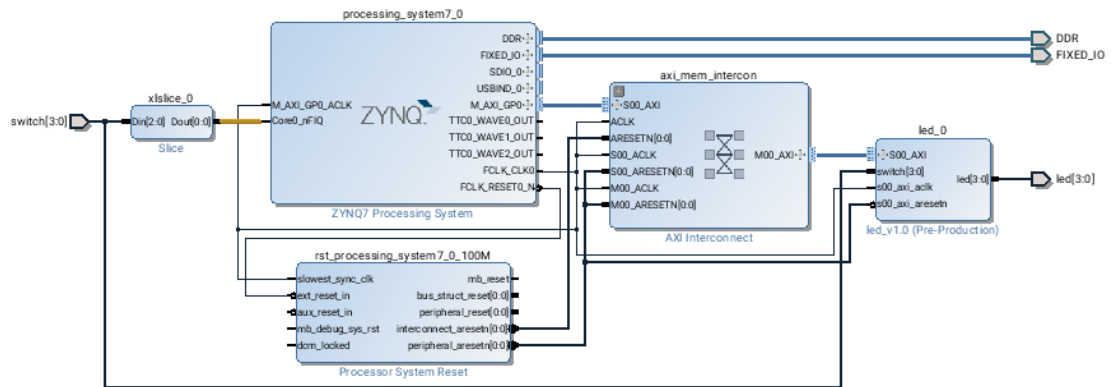 processing_system7_0
DDR
FIXED_IO
SDIO_0
USBIND_0
M_AXI_GP0
TTC0_WAVE0_OUT
TTC0_WAVE1_OUT
TTC0_WAVE2_OUT
FCLK_CLK0
FCLK_RESET0_N
M_AXI_GP0_ACLK
Core0_nFIQ
ZYNQ
ZYNQ7 Processing System
DDR
FIXED_IO
xlslice_0
switch[3:0]
Din[2:0] Dout[0:0]
Slice
axi_mem_intercon
S00_AXI
ACLK
ARESETN[0:0]
S00_ACLK
S00_ARESETN[0:0]
M00_ACLK
M00_ARESETN[0:0]
M00_AXI
AXI Interconnect
led_0
S00_AXI
switch[3:0]
s00_axi_aclk
s00_axi_aresetn
led[3:0]
led_v1.0 (Pre-Production)
led[3:0]
rst_processing_system7_0_100M
slowest_sync_clk
ext_reset_in
aux_reset_in
mb_debug_sys_rst
dcm_locked
mb_reset
bus_struct_reset[0:0]
peripheral_reset[0:0]
interconnect_aresetn[0:0]
peripheral_aresetn[0:0]
Processor System Reset